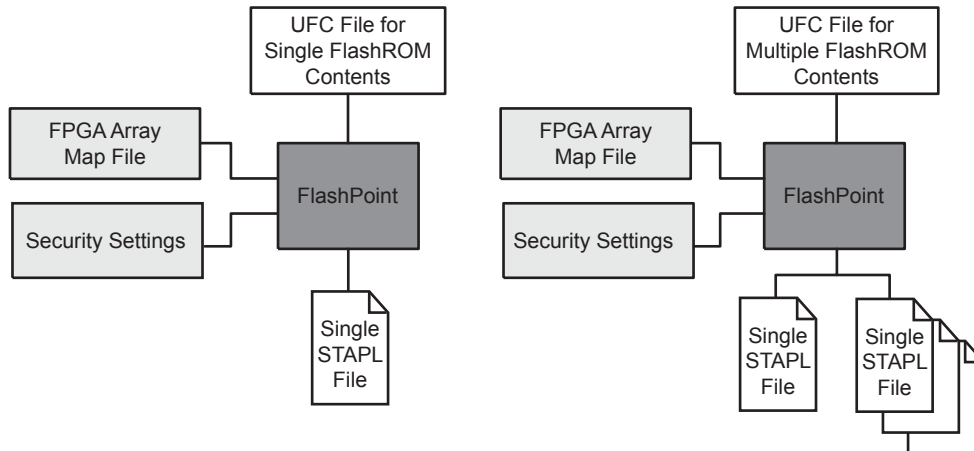 UFC File for
Single FlashROM
Contents
FPGA Array
Map File
FlashPoint
Security Settings
Single
STAPL
File
UFC File for
Multiple FlashROM
Contents
FPGA Array
Map File
FlashPoint
Security Settings
Single
STAPL
File
Single
STAPL
File